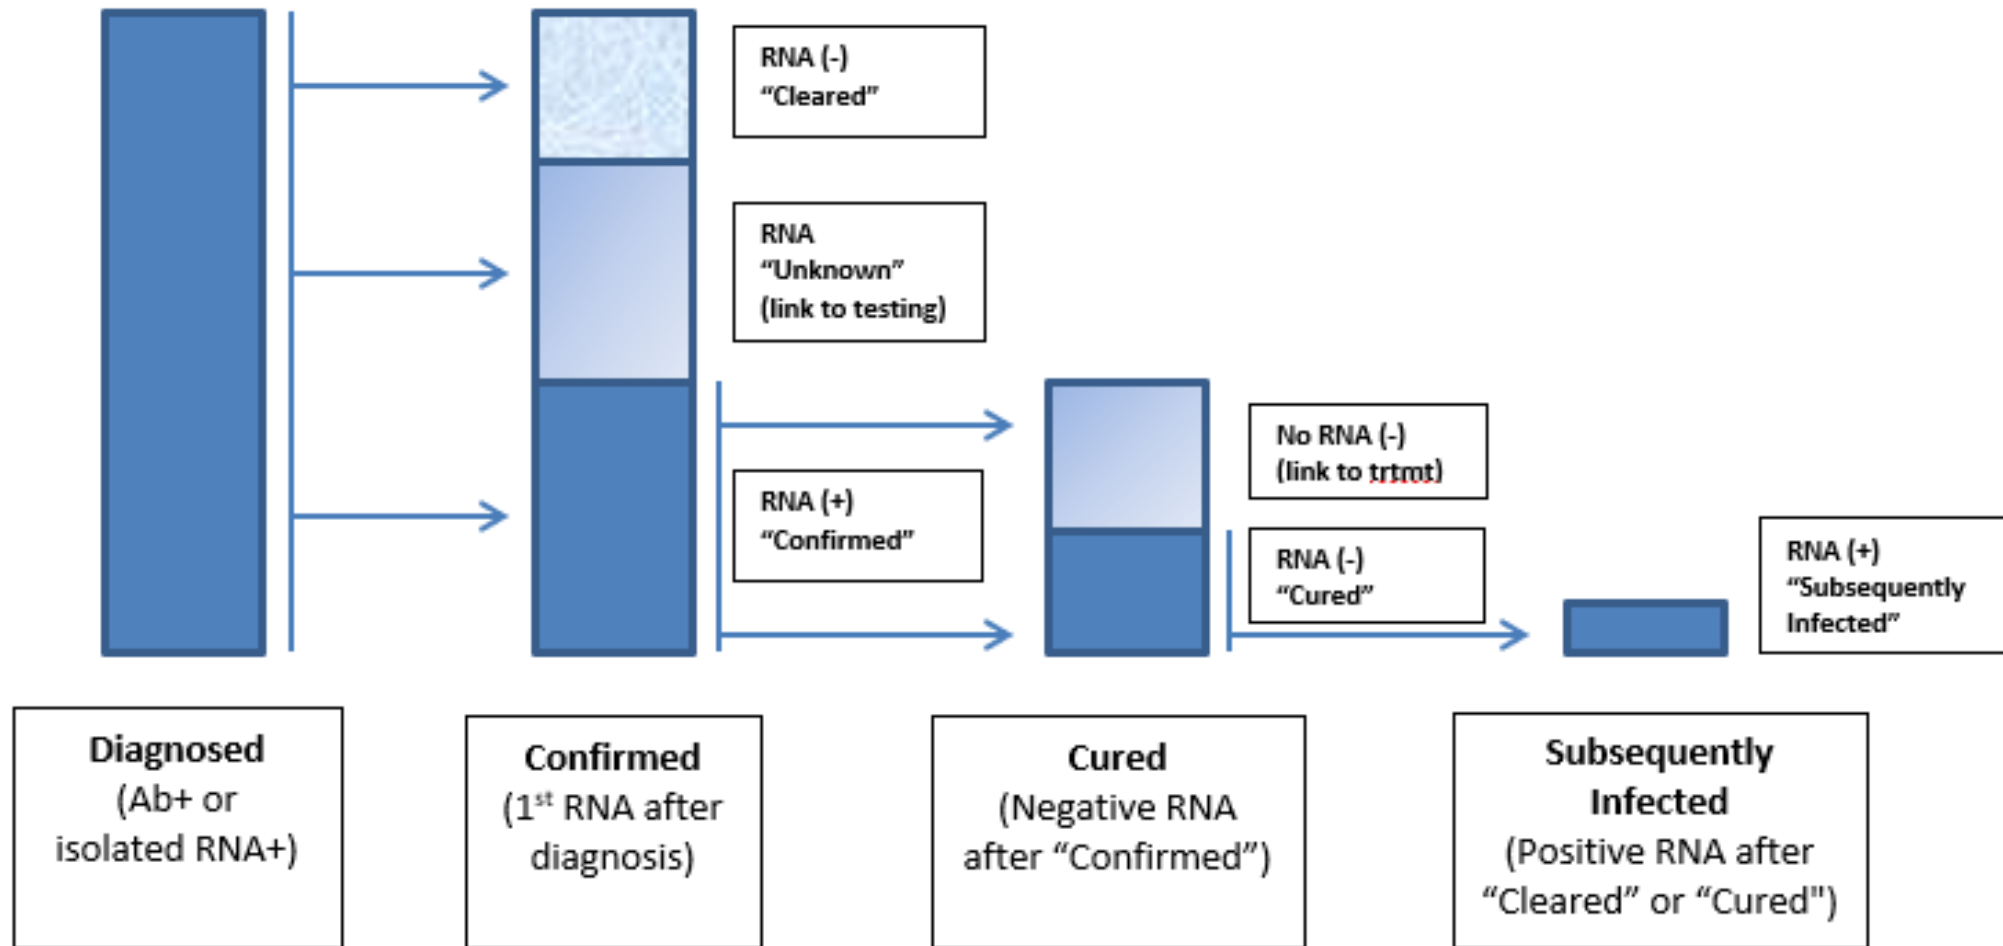 RNA (-)
“Cleared”
RNA
“Unknown”
(link to testing)
RNA (+)
“Confirmed”
No RNA (-)
(link to trtmt)
RNA (-)
“Cured”
RNA (+)
“Subsequently
Infected”
Diagnosed
(Ab+ or
isolated RNA+)
Confirmed
(1st RNA after
diagnosis)
Cured
(Negative RNA
after “Confirmed”)
Subsequently
Infected
(Positive RNA after
“Cleared” or “Cured")